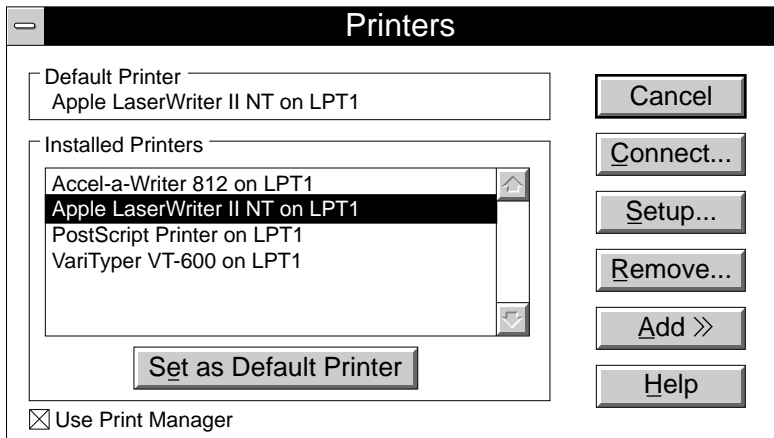 Printers
Default Printer
Apple LaserWriter II NT on LPT1
Installed Printers
Accel-a-Writer 812 on LPT1
Apple LaserWriter II NT on LPT1
PostScript Printer on LPT1
VariTyper VT-600 on LPT1
Set as Default Printer
Use Print Manager
Cancel
Connect...
Setup...
Remove...
Add >>
Help